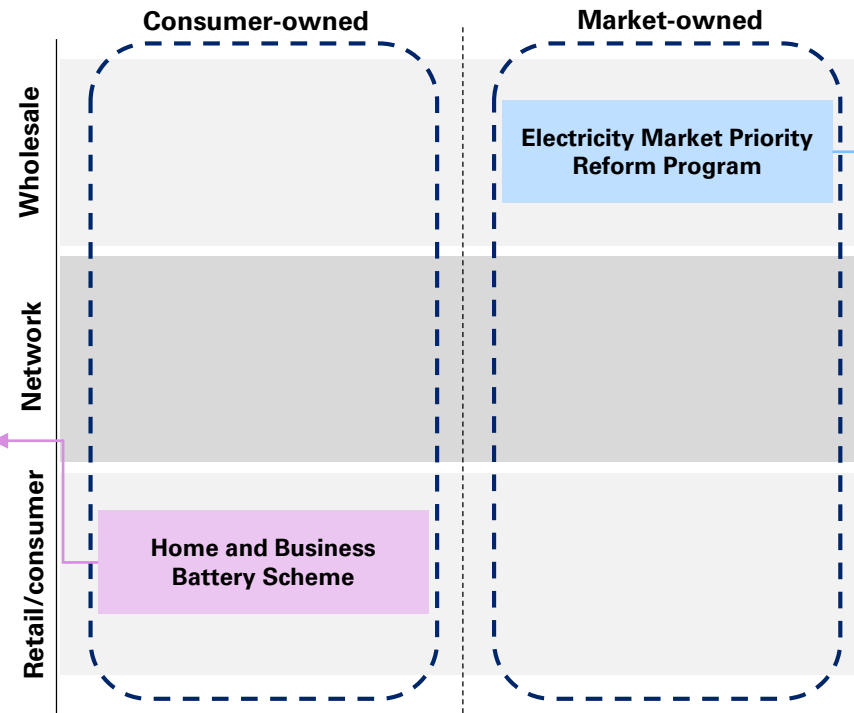 Consumer-owned
Market-owned
Wholesale
Electricity Market Priority
Reform Program
Network
Retail/consumer
Home and Business
Battery Scheme